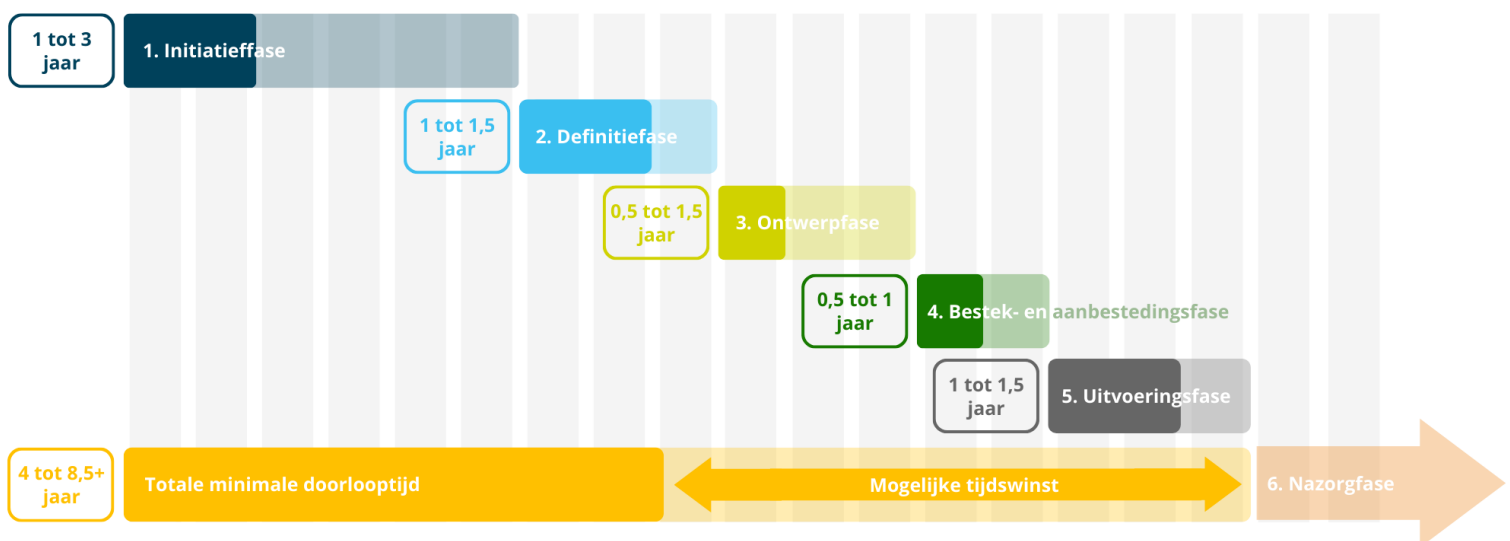 1 tot 3
jaar
1. Initiatieffase
1 tot 1,5
jaar
2. Definitiefase
0,5 tot 1,5
jaar
3. Ontwerpfase
0,5 tot 1
jaar
4. Bestek- en aanbestedingsfase
1 tot 1,5
jaar
5. Uitvoeringsfase
4 tot 8,5+
jaar
Totale minimale doorlooptijd
Mogelijke tijdswinst
6. Nazorgfase